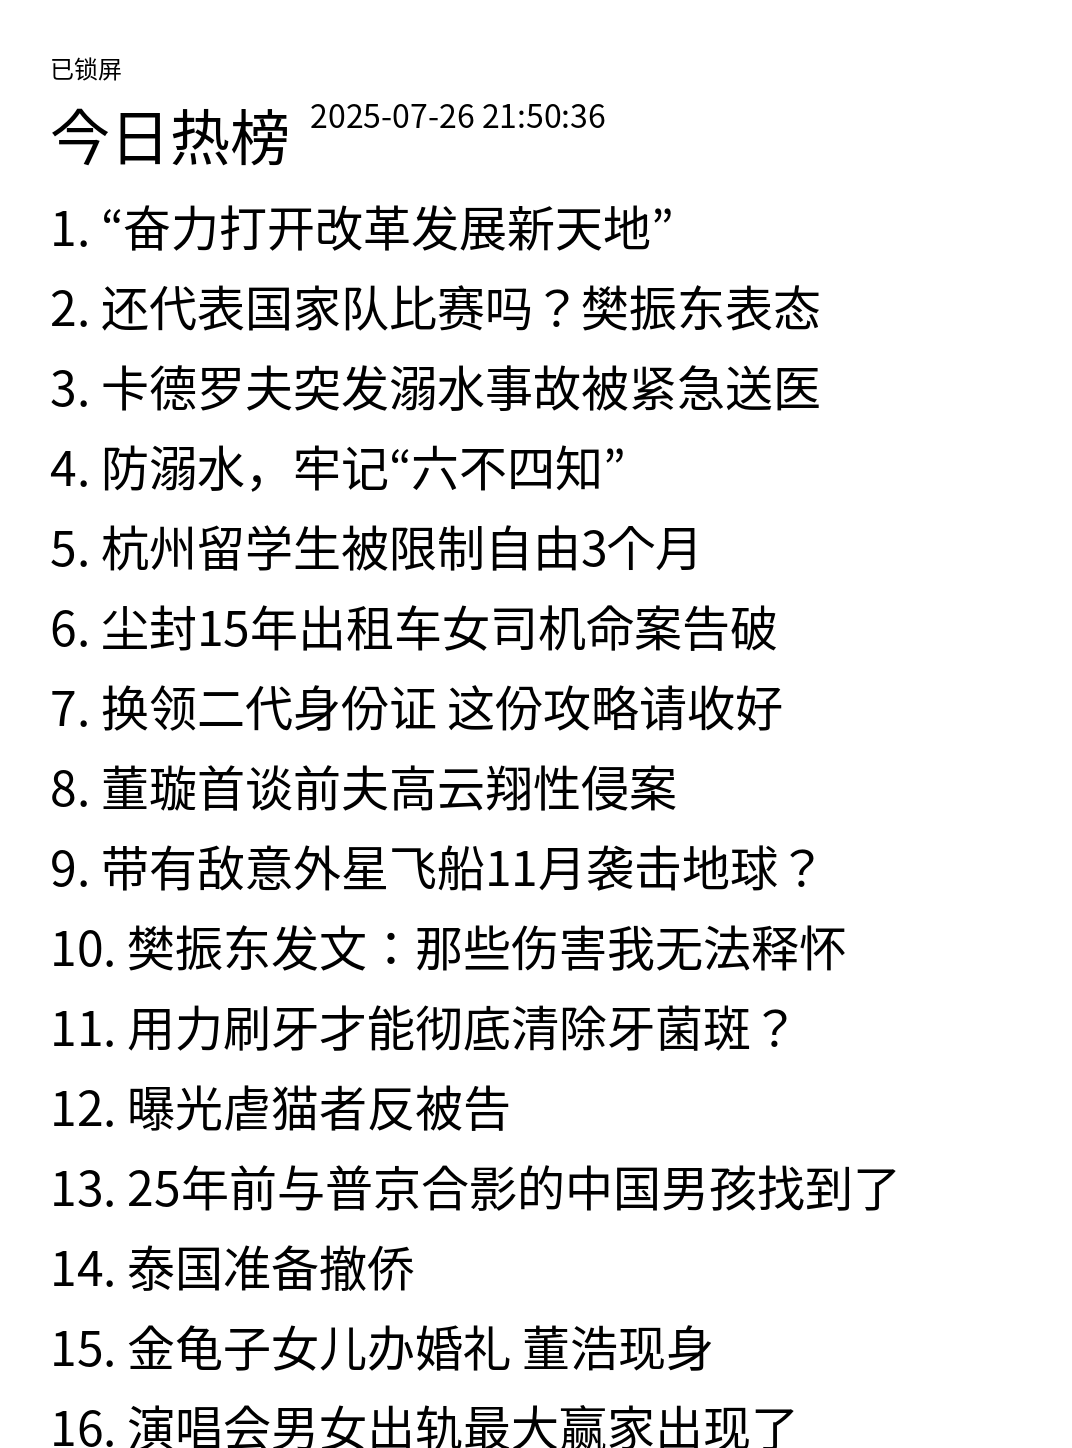 已锁屏
今日热榜 2025-07-26 21:50:36
1. “奋力打开改革发展新天地”
2. 还代表国家队比赛吗？樊振东表态
3. 卡德罗夫突发溺水事故被紧急送医
4. 防溺水，牢记“六不四知”
5. 杭州留学生被限制自由3个月
6. 尘封15年出租车女司机命案告破
7. 换领二代身份证 这份攻略请收好
8. 董璇首谈前夫高云翔性侵案
9. 带有敌意外星飞船11月袭击地球？
10. 樊振东发文：那些伤害我无法释怀
11. 用力刷牙才能彻底清除牙菌斑？
12. 曝光虐猫者反被告
13. 25年前与普京合影的中国男孩找到了
14. 泰国准备撤侨
15. 金龟子女儿办婚礼 董浩现身
16. 演唱会男女出轨最大赢家出现了